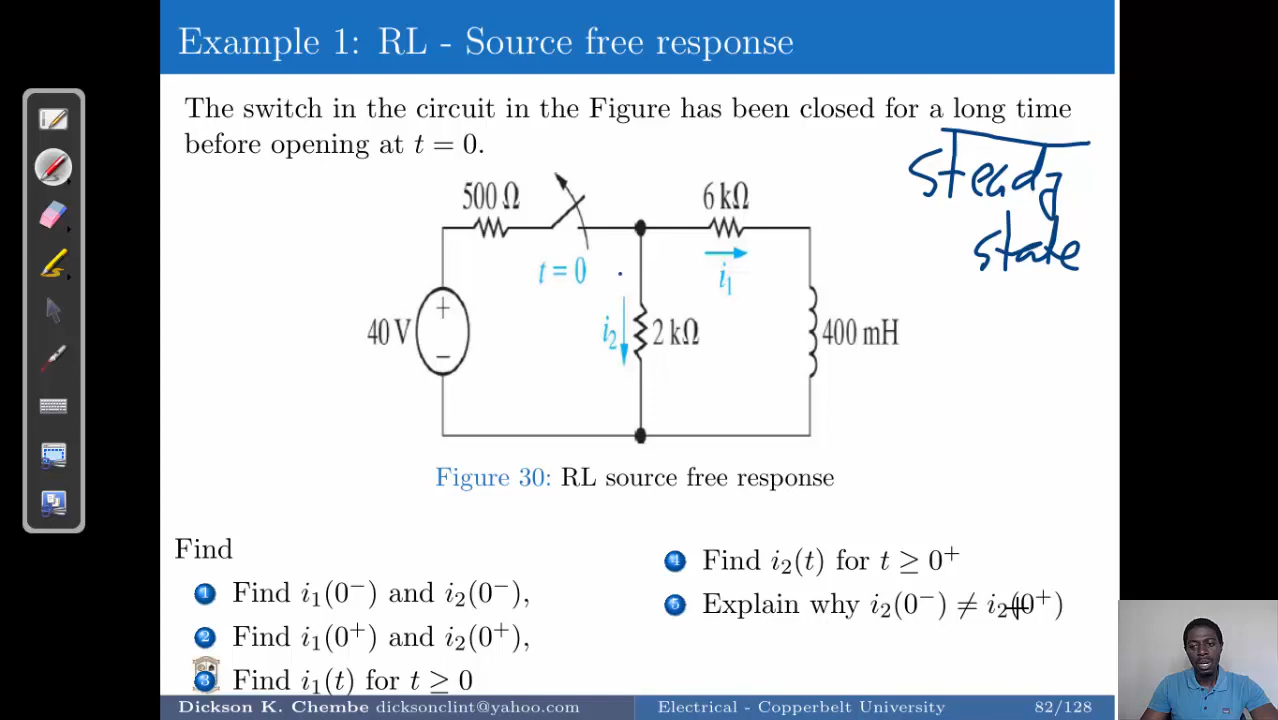 Example 1: RL - Source free response
The switch in the circuit in the Figure has been closed for a long time
before opening at t = 0.
steady
state
500 Ω
6 kΩ
t = 0
i₁
40 V
+
−
i₂
2 kΩ
400 mH
Figure 30: RL source free response
Find
1 Find i₁(0⁻) and i₂(0⁻),
2 Find i₁(0⁺) and i₂(0⁺),
3 Find i₁(t) for t ≥ 0
4 Find i₂(t) for t ≥ 0⁺
5 Explain why i₂(0⁻) ≠ i₂(0⁺)
Dickson K. Chembe dicksonclint@yahoo.com Electrical - Copperbelt University 82/128